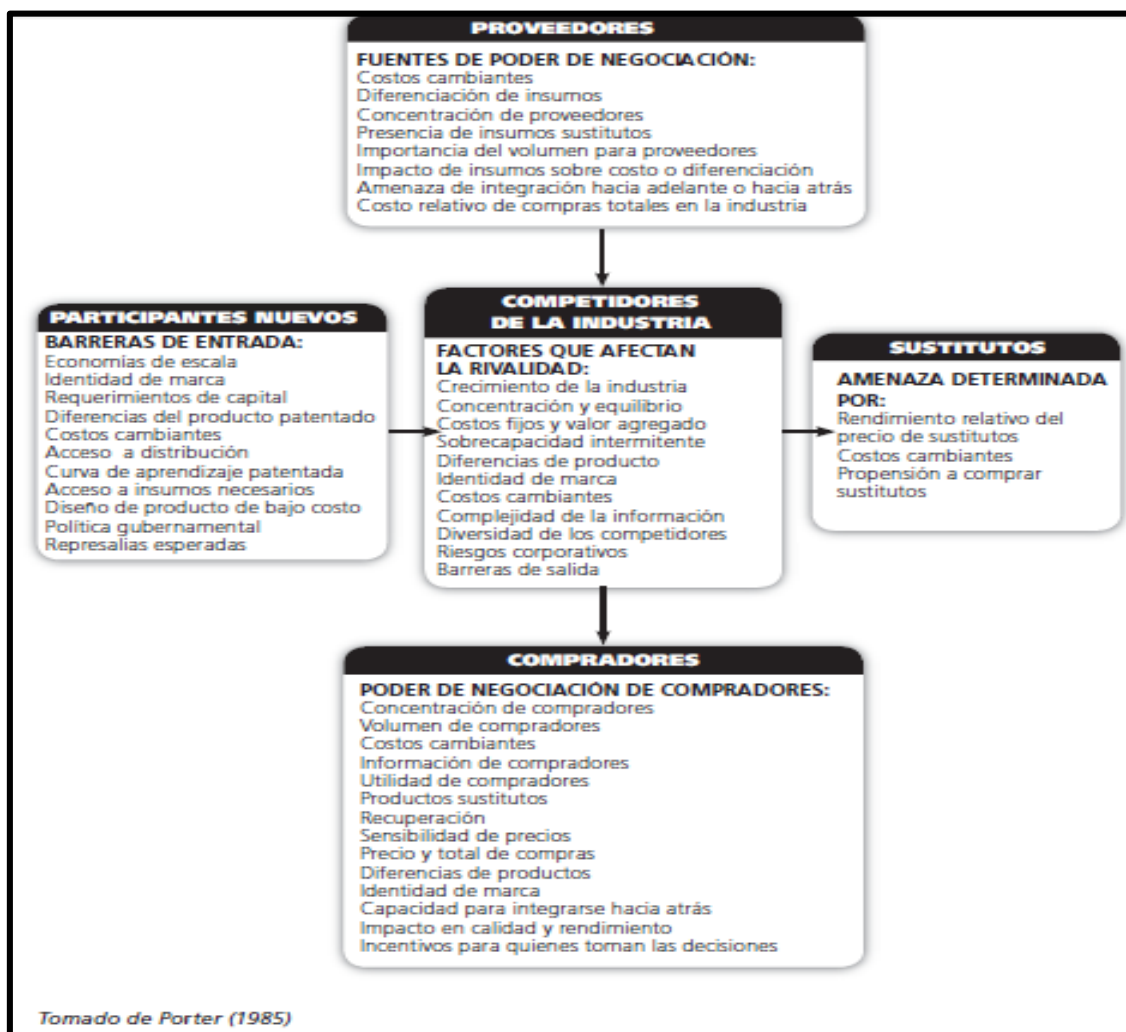 PROVEEDORES
FUENTES DE PODER DE NEGOCIACIÓN:
Costos cambiantes
Diferenciación de insumos
Concentración de proveedores
Presencia de insumos sustitutos
Importancia del volumen para proveedores
Impacto de insumos sobre costo o diferenciación
Amenaza de integración hacia adelante o hacia atrás
Costo relativo de compras totales en la industria
PARTICIPANTES NUEVOS
BARRERAS DE ENTRADA:
Economías de escala
Identidad de marca
Requerimientos de capital
Diferencias del producto patentado
Costos cambiantes
Acceso a distribución
Curva de aprendizaje patentada
Acceso a insumos necesarios
Diseño de producto de bajo costo
Política gubernamental
Represalias esperadas
COMPETIDORES
DE LA INDUSTRIA
FACTORES QUE AFECTAN
LA RIVALIDAD:
Crecimiento de la industria
Concentración y equilibrio
Costos fijos y valor agregado
Sobrecapacidad intermitente
Diferencias de producto
Identidad de marca
Costos cambiantes
Complejidad de la información
Diversidad de los competidores
Riesgos corporativos
Barreras de salida
SUSTITUTOS
AMENAZA DETERMINADA
POR:
Rendimiento relativo del
precio de sustitutos
Costos cambiantes
Propensión a comprar
sustitutos
COMPRADORES
PODER DE NEGOCIACIÓN DE COMPRADORES:
Concentración de compradores
Volumen de compradores
Costos cambiantes
Información de compradores
Utilidad de compradores
Productos sustitutos
Recuperación
Sensibilidad de precios
Precio y total de compras
Diferencias de productos
Identidad de marca
Capacidad para integrarse hacia atrás
Impacto en calidad y rendimiento
Incentivos para quienes toman las decisiones
Tomado de Porter (1985)